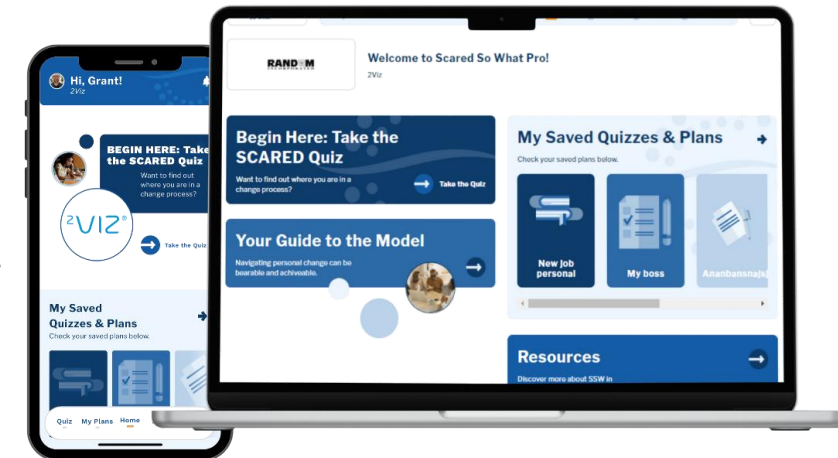 Hi, Grant!
2Viz
BEGIN HERE: Take
the SCARED Quiz
Want to find out
where you are in a
change process?
2VIZ®
Take the Quiz
My Saved
Quizzes & Plans
Check your saved plans below.
Quiz My Plans Home
RANDOM
Welcome to Scared So What Pro!
2Viz
Begin Here: Take the
SCARED Quiz
Want to find out where you are in a
change process?
Take the Quiz
Your Guide to the Model
Navigating personal change can be
bearable and achiveable.
My Saved Quizzes & Plans
Check your saved plans below.
New job
personal
My boss
Resources
Discover more about SSW in